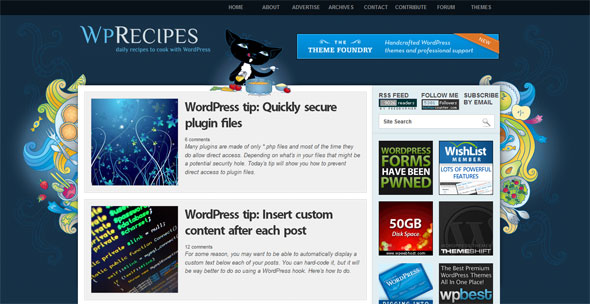 HOME ABOUT ADVERTISE ARCHIVES CONTACT CONTRIBUTE FORUM THEMES
WPRECIPES
daily recipes to cook with WordPress
THE
THEME FOUNDRY
Handcrafted WordPress
themes and professional support
NEW
WordPress tip: Quickly secure
plugin files
6 comments
Many plugins are made of only *.php files and most of the time they
do allow direct access. Depending on what's in your files that might be
a potential security hole. Today's tip will show you how to prevent
direct access to plugin files.
WordPress tip: Insert custom
content after each post
12 comments
For some reason, you may want to be able to automatically display a
custom text below each of your posts. You can hard-code it, but it will
be way better to do so using a WordPress hook. Here's how to do.
RSS FEED
readers
FOLLOW ME
Followers
SUBSCRIBE
BY EMAIL
Site Search
WORDPRESS
FORMS
HAVE BEEN
PWNED
WishList
MEMBER
LOTS OF POWERFUL
FEATURES
50GB
Disk Space
www.wpwebhost.com
THEMESHIFT
WORDPRESS
DIGGING INTO
The Best Premium
WordPress Themes
All In One Place!
wpbest